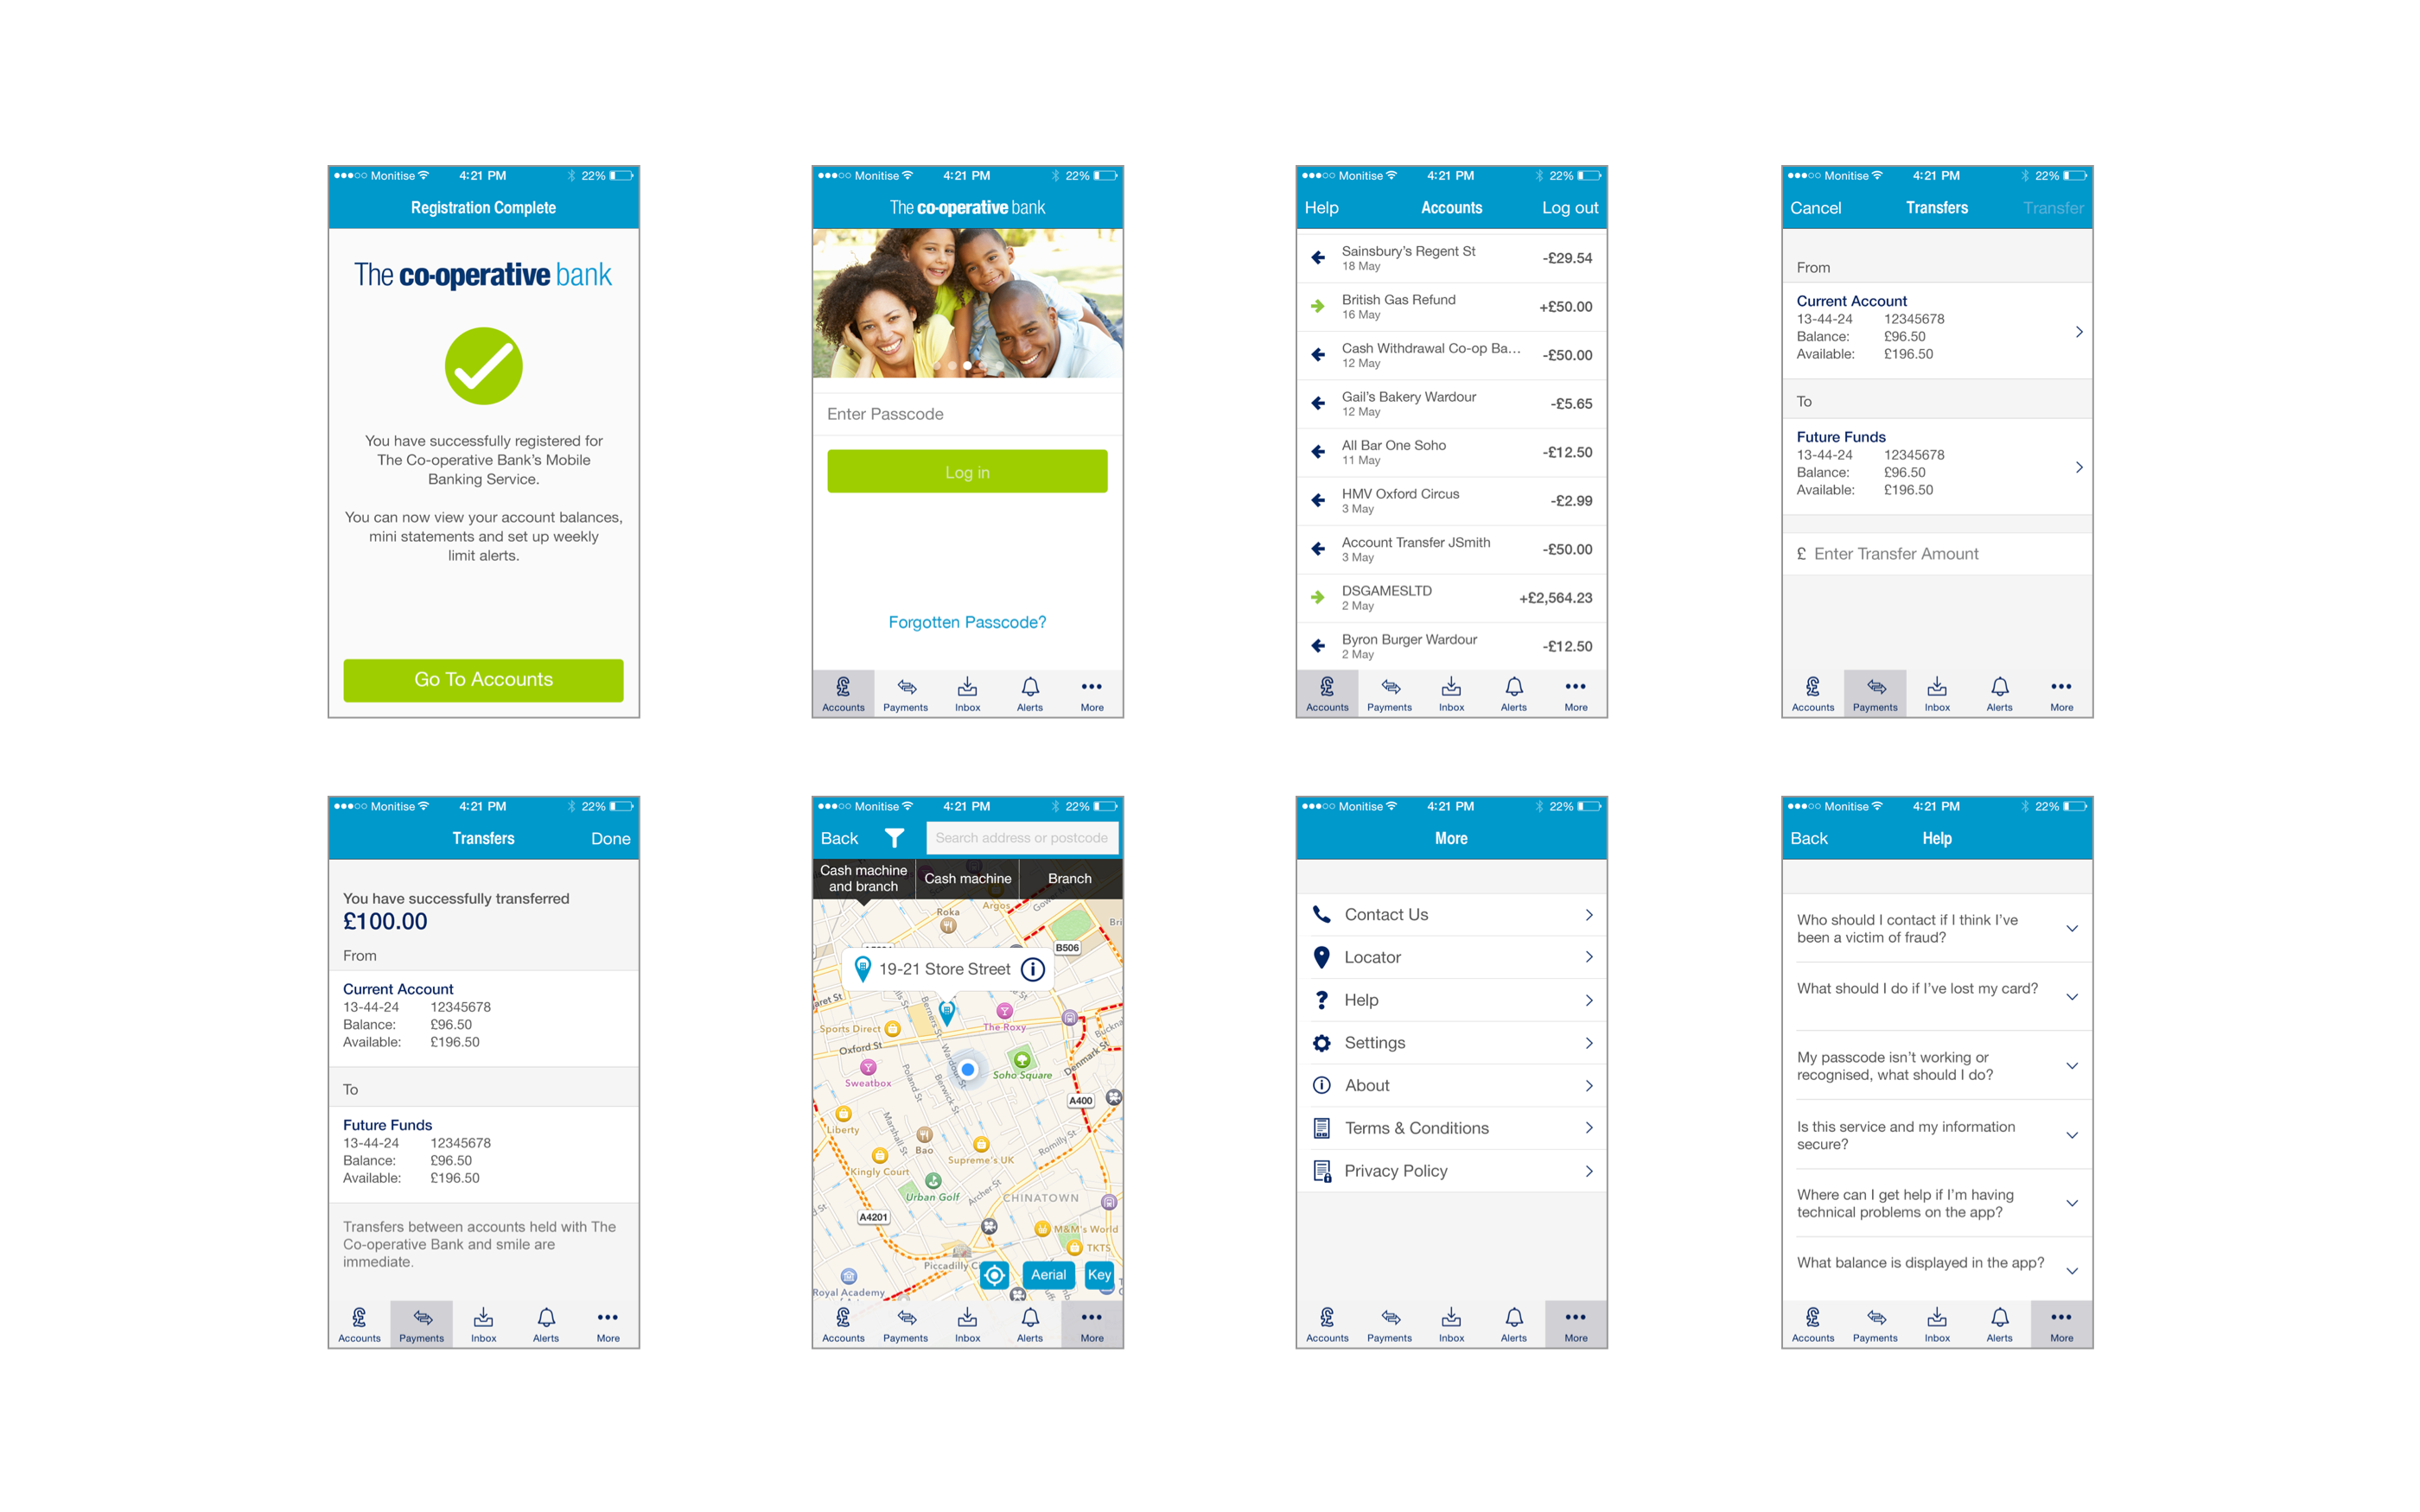 Monitise 4:21 PM 22%
Registration Complete
The co-operative bank
You have successfully registered for
The Co-operative Bank's Mobile
Banking Service.
You can now view your account balances,
mini statements and set up weekly
limit alerts.
Go To Accounts
Monitise 4:21 PM 22%
The co-operative bank
Enter Passcode
Log in
Forgotten Passcode?
Accounts Payments Inbox Alerts More
Monitise 4:21 PM 22%
Help Accounts Log out
Sainsbury's Regent St -£29.54
18 May
British Gas Refund +£50.00
16 May
Cash Withdrawal Co-op Ba... -£50.00
12 May
Gail's Bakery Wardour -£5.65
12 May
All Bar One Soho -£12.50
11 May
HMV Oxford Circus -£2.99
3 May
Account Transfer JSmith -£50.00
3 May
DSGAMESLTD +£2,564.23
2 May
Byron Burger Wardour -£12.50
2 May
Accounts Payments Inbox Alerts More
Monitise 4:21 PM 22%
Cancel Transfers Transfer
From
Current Account
13-44-24 12345678
Balance: £96.50
Available: £196.50
To
Future Funds
13-44-24 12345678
Balance: £96.50
Available: £196.50
£ Enter Transfer Amount
Accounts Payments Inbox Alerts More
Monitise 4:21 PM 22%
Transfers Done
You have successfully transferred
£100.00
From
Current Account
13-44-24 12345678
Balance: £96.50
Available: £196.50
To
Future Funds
13-44-24 12345678
Balance: £96.50
Available: £196.50
Transfers between accounts held with The
Co-operative Bank and smile are
immediate.
Accounts Payments Inbox Alerts More
Monitise 4:21 PM 22%
Back Search address or postcode
Cash machine
and branch
Cash machine
Branch
Argos
Roka
B506
19-21 Store Street
Berners St
The Roxy
Sports Direct
Oxford St
Wardour St
Denmark St
Soho Square
Sweatbox
Poland St
Berwick St
A400
Liberty
Marshall St
Bao
Romilly St
Supreme's UK
Kingly Court
Urban Golf
Archer St
CHINATOWN
A4201
M&M's World
TKTS
Piccadilly
Aerial
Key
Royal Academy
Accounts Payments Inbox Alerts More
Monitise 4:21 PM 22%
More
Contact Us
Locator
Help
Settings
About
Terms & Conditions
Privacy Policy
Accounts Payments Inbox Alerts More
Monitise 4:21 PM 22%
Back Help
Who should I contact if I think I've
been a victim of fraud?
What should I do if I've lost my card?
My passcode isn't working or
recognised, what should I do?
Is this service and my information
secure?
Where can I get help if I'm having
technical problems on the app?
What balance is displayed in the app?
Accounts Payments Inbox Alerts More